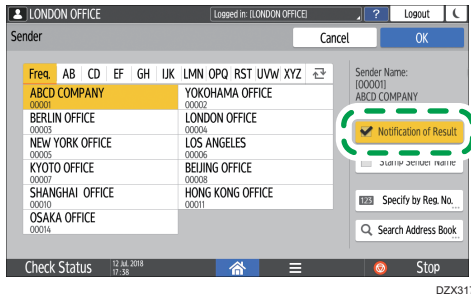 LONDON OFFICE Logged in: [LONDON OFFICE] ? Logout
Sender Cancel OK
Freq. AB CD EF GH IJK LMN OPQ RST UVW XYZ
Sender Name:
[00001]
ABCD COMPANY
ABCD COMPANY YOKOHAMA OFFICE
00001 00002
BERLIN OFFICE LONDON OFFICE
00003 00004
NEW YORK OFFICE LOS ANGELES
00005 00006
KYOTO OFFICE BEIJING OFFICE
00007 00008
SHANGHAI OFFICE HONG KONG OFFICE
00010 00011
OSAKA OFFICE
00014
Notification of Result
Stamp Sender Name
123 Specify by Reg. No.
Search Address Book
Check Status 12 Jul. 2018 Stop
17:38
DZX317